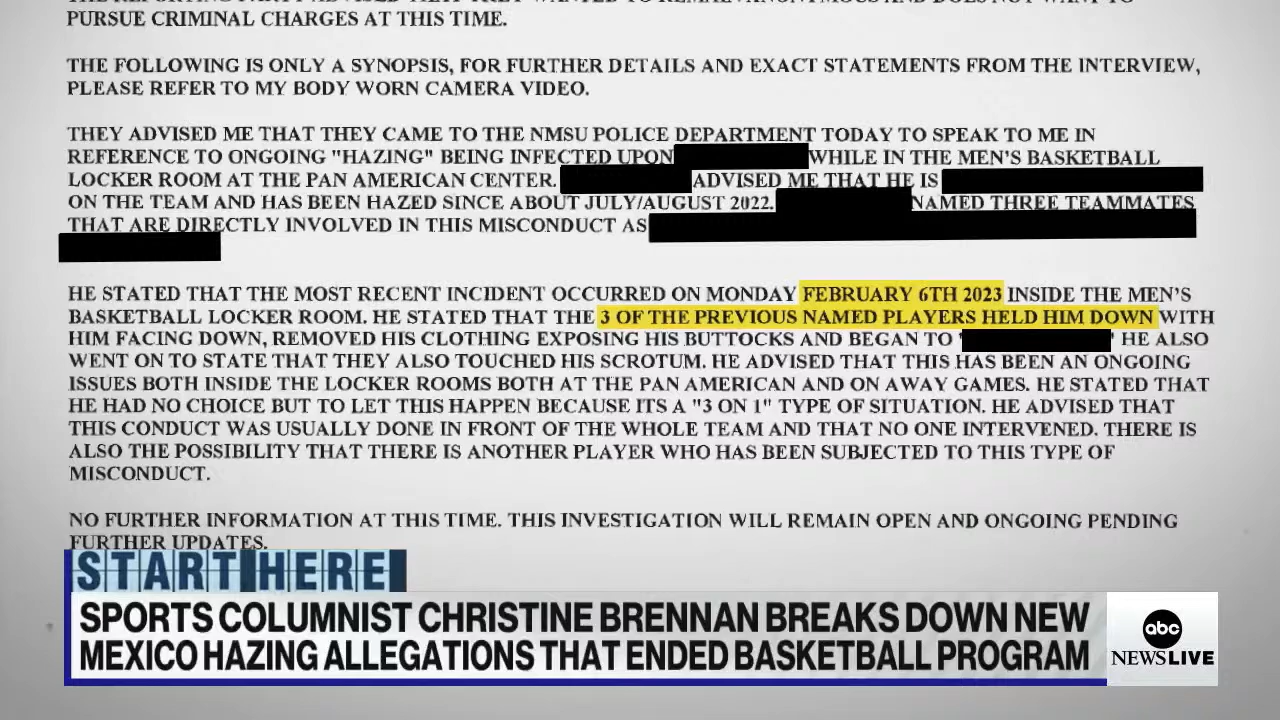 PURSUE CRIMINAL CHARGES AT THIS TIME.
THE FOLLOWING IS ONLY A SYNOPSIS, FOR FURTHER DETAILS AND EXACT STATEMENTS FROM THE INTERVIEW,
PLEASE REFER TO MY BODY WORN CAMERA VIDEO.
THEY ADVISED ME THAT THEY CAME TO THE NMSU POLICE DEPARTMENT TODAY TO SPEAK TO ME IN
REFERENCE TO ONGOING "HAZING" BEING INFECTED UPON WHILE IN THE MEN'S BASKETBALL
LOCKER ROOM AT THE PAN AMERICAN CENTER. ADVISED ME THAT HE IS
ON THE TEAM AND HAS BEEN HAZED SINCE ABOUT JULY/AUGUST 2022. NAMED THREE TEAMMATES
THAT ARE DIRECTLY INVOLVED IN THIS MISCONDUCT AS
HE STATED THAT THE MOST RECENT INCIDENT OCCURRED ON MONDAY FEBRUARY 6TH 2023 INSIDE THE MEN'S
BASKETBALL LOCKER ROOM. HE STATED THAT THE 3 OF THE PREVIOUS NAMED PLAYERS HELD HIM DOWN WITH
HIM FACING DOWN, REMOVED HIS CLOTHING EXPOSING HIS BUTTOCKS AND BEGAN TO " " HE ALSO
WENT ON TO STATE THAT THEY ALSO TOUCHED HIS SCROTUM. HE ADVISED THAT THIS HAS BEEN AN ONGOING
ISSUES BOTH INSIDE THE LOCKER ROOMS BOTH AT THE PAN AMERICAN AND ON AWAY GAMES. HE STATED THAT
HE HAD NO CHOICE BUT TO LET THIS HAPPEN BECAUSE ITS A "3 ON 1" TYPE OF SITUATION. HE ADVISED THAT
THIS CONDUCT WAS USUALLY DONE IN FRONT OF THE WHOLE TEAM AND THAT NO ONE INTERVENED. THERE IS
ALSO THE POSSIBILITY THAT THERE IS ANOTHER PLAYER WHO HAS BEEN SUBJECTED TO THIS TYPE OF
MISCONDUCT.
NO FURTHER INFORMATION AT THIS TIME. THIS INVESTIGATION WILL REMAIN OPEN AND ONGOING PENDING
FURTHER UPDATES.
START HERE
SPORTS COLUMNIST CHRISTINE BRENNAN BREAKS DOWN NEW
MEXICO HAZING ALLEGATIONS THAT ENDED BASKETBALL PROGRAM
abc
NEWS LIVE